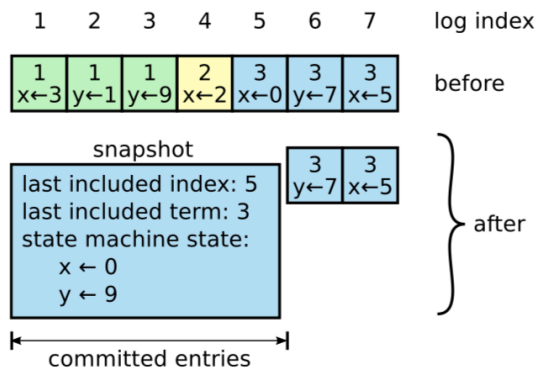 1 2 3 4 5 6 7 log index
1 1 1 2 3 3 3
x←3 y←1 y←9 x←2 x←0 y←7 x←5
before
snapshot
last included index: 5
last included term: 3
state machine state:
x ← 0
y ← 9
3 3
y←7 x←5
after
committed entries